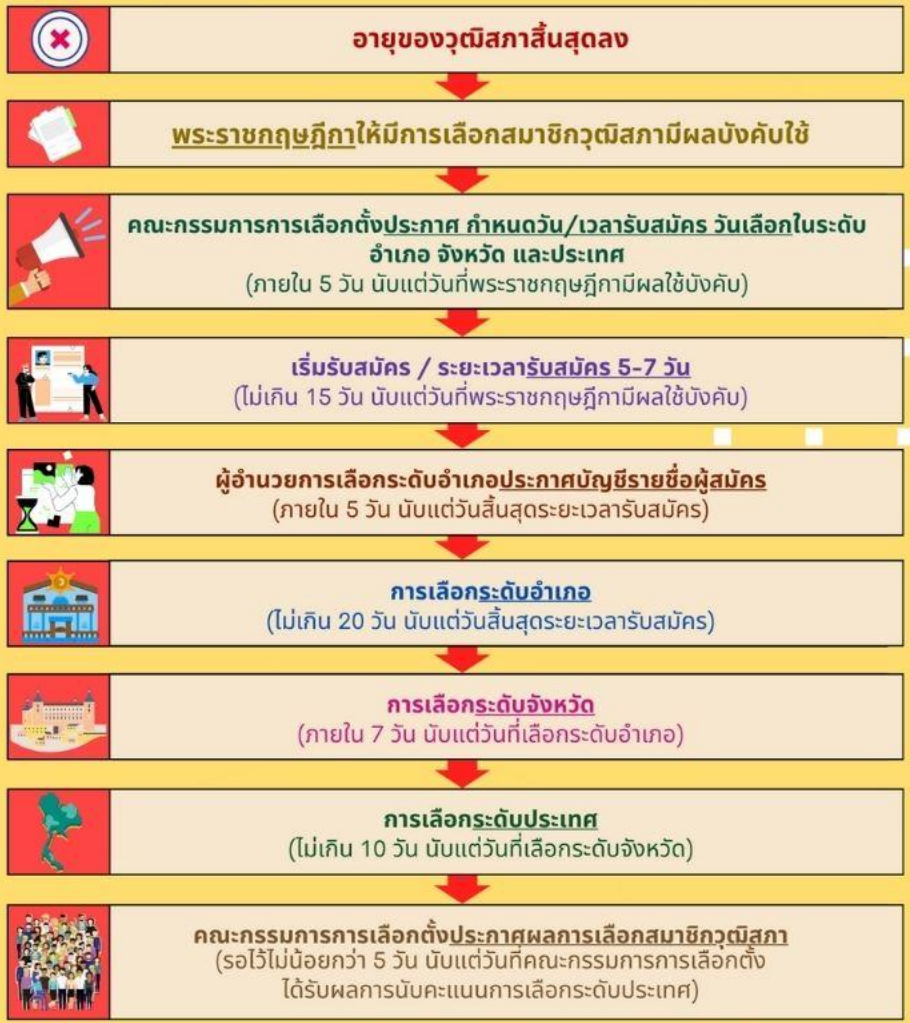 อายุของวุฒิสภาสิ้นสุดลง
พระราชกฤษฎีกาให้มีการเลือกสมาชิกวุฒิสภามีผลบังคับใช้
คณะกรรมการการเลือกตั้งประกาศ กำหนดวัน/เวลารับสมัคร วันเลือกในระดับ
อำเภอ จังหวัด และประเทศ
(ภายใน 5 วัน นับแต่วันที่พระราชกฤษฎีกามีผลใช้บังคับ)
เริ่มรับสมัคร / ระยะเวลารับสมัคร 5-7 วัน
(ไม่เกิน 15 วัน นับแต่วันที่พระราชกฤษฎีกามีผลใช้บังคับ)
ผู้อำนวยการเลือกระดับอำเภอประกาศบัญชีรายชื่อผู้สมัคร
(ภายใน 5 วัน นับแต่วันสิ้นสุดระยะเวลารับสมัคร)
การเลือกระดับอำเภอ
(ไม่เกิน 20 วัน นับแต่วันสิ้นสุดระยะเวลารับสมัคร)
การเลือกระดับจังหวัด
(ภายใน 7 วัน นับแต่วันที่เลือกระดับอำเภอ)
การเลือกระดับประเทศ
(ไม่เกิน 10 วัน นับแต่วันที่เลือกระดับจังหวัด)
คณะกรรมการการเลือกตั้งประกาศผลการเลือกสมาชิกวุฒิสภา
(รอไว้ไม่น้อยกว่า 5 วัน นับแต่วันที่คณะกรรมการการเลือกตั้ง
ได้รับผลการนับคะแนนการเลือกระดับประเทศ)